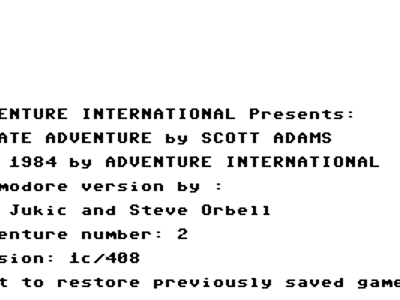 ENTURE INTERNATIONAL Presents:
ATE ADVENTURE by SCOTT ADAMS
1984 by ADVENTURE INTERNATIONAL
modore version by :
Jukic and Steve Orbell
enture number: 2
sion: 1c/408
t to restore previously saved game